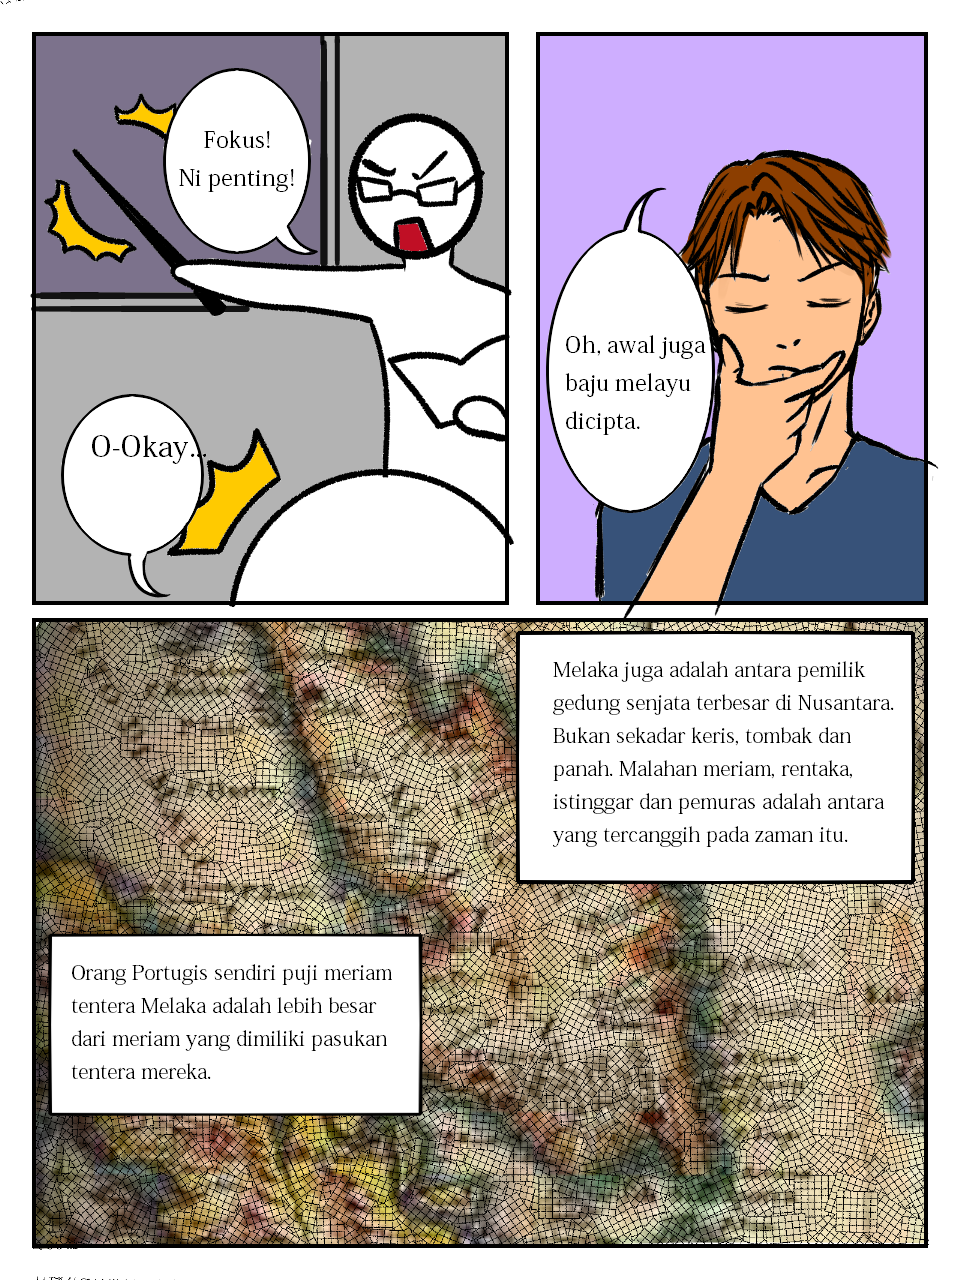 Fokus!
Ni penting!
O-Okay...
Oh, awal juga
baju melayu
dicipta.
Melaka juga adalah antara pemilik
gedung senjata terbesar di Nusantara.
Bukan sekadar keris, tombak dan
panah. Malahan meriam, rentaka,
istinggar dan pemuras adalah antara
yang tercanggih pada zaman itu.
Orang Portugis sendiri puji meriam
tentera Melaka adalah lebih besar
dari meriam yang dimiliki pasukan
tentera mereka.